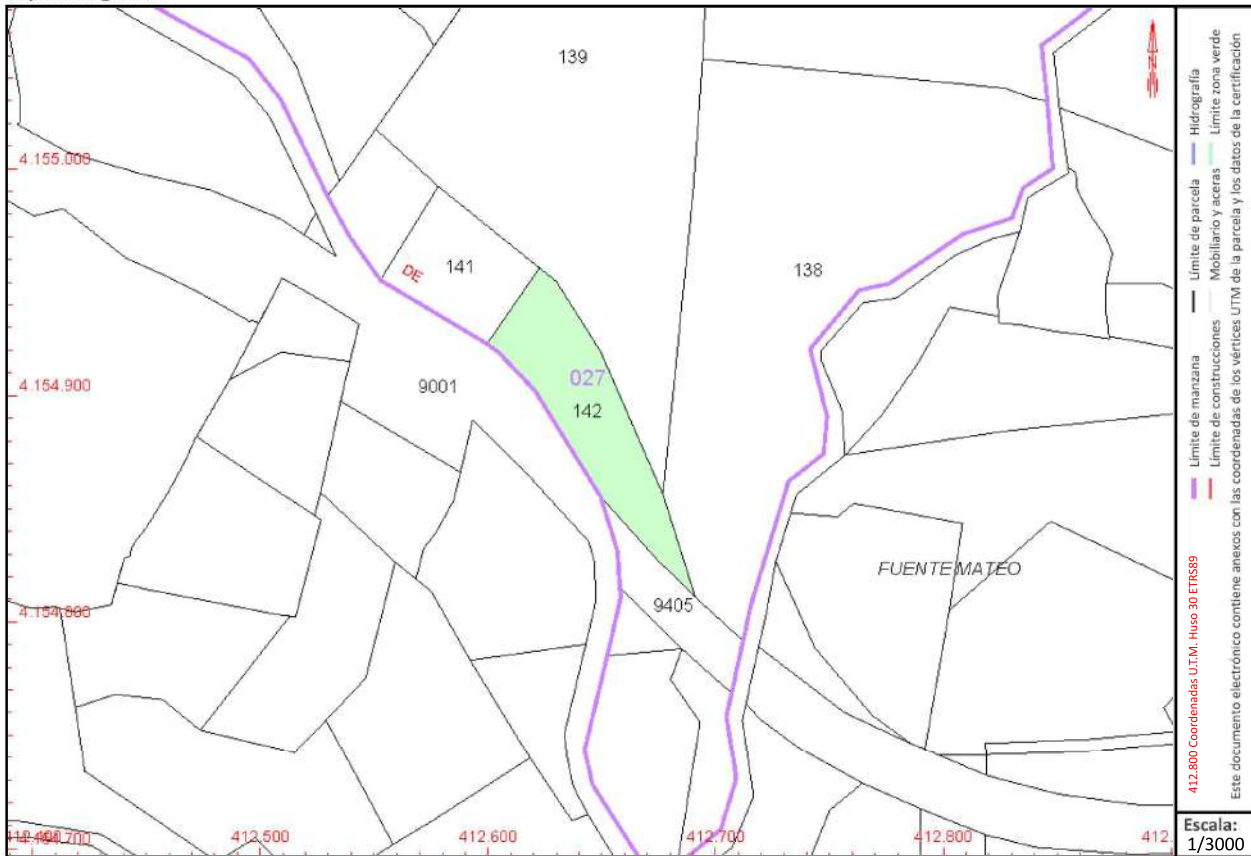 139
4.155.000
DE
141
138
027
4.154.900
9001
142
FUENTE MATEO
4.154.800
9405
412.500
412.600
412.700
412.800
Límite de manzana
Límite de parcela
Hidrografía
Límite de construcciones
Mobiliario y aceras
Límite zona verde
412.800 Coordenadas U.T.M. Huso 30 ETRS89
Este documento electrónico contiene anexos con las coordenadas de los vértices UTM de la parcela y los datos de la certificación
Escala:
1/3000